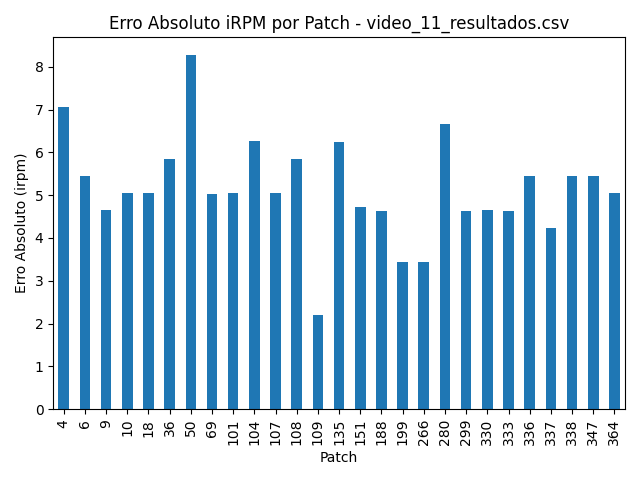 Erro Absoluto iRPM por Patch - video_11_resultados.csv
Erro Absoluto (irpm)
8
7
6
5
4
3
2
1
0
4 6 9 10 18 36 50 69 101 104 107 108 109 135 151 188 199 266 280 299 330 333 336 337 338 347 364
Patch